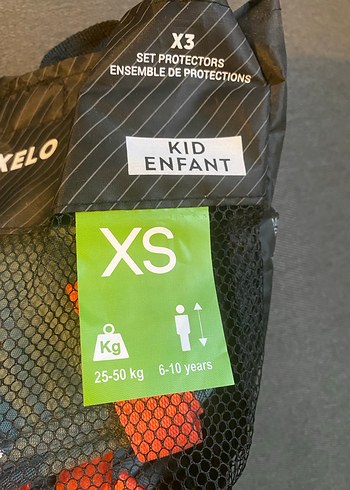 X3
SET PROTECTORS
ENSEMBLE DE PROTECTIONS
XELO
KID
ENFANT
XS
Kg
25-50 kg
6-10 years